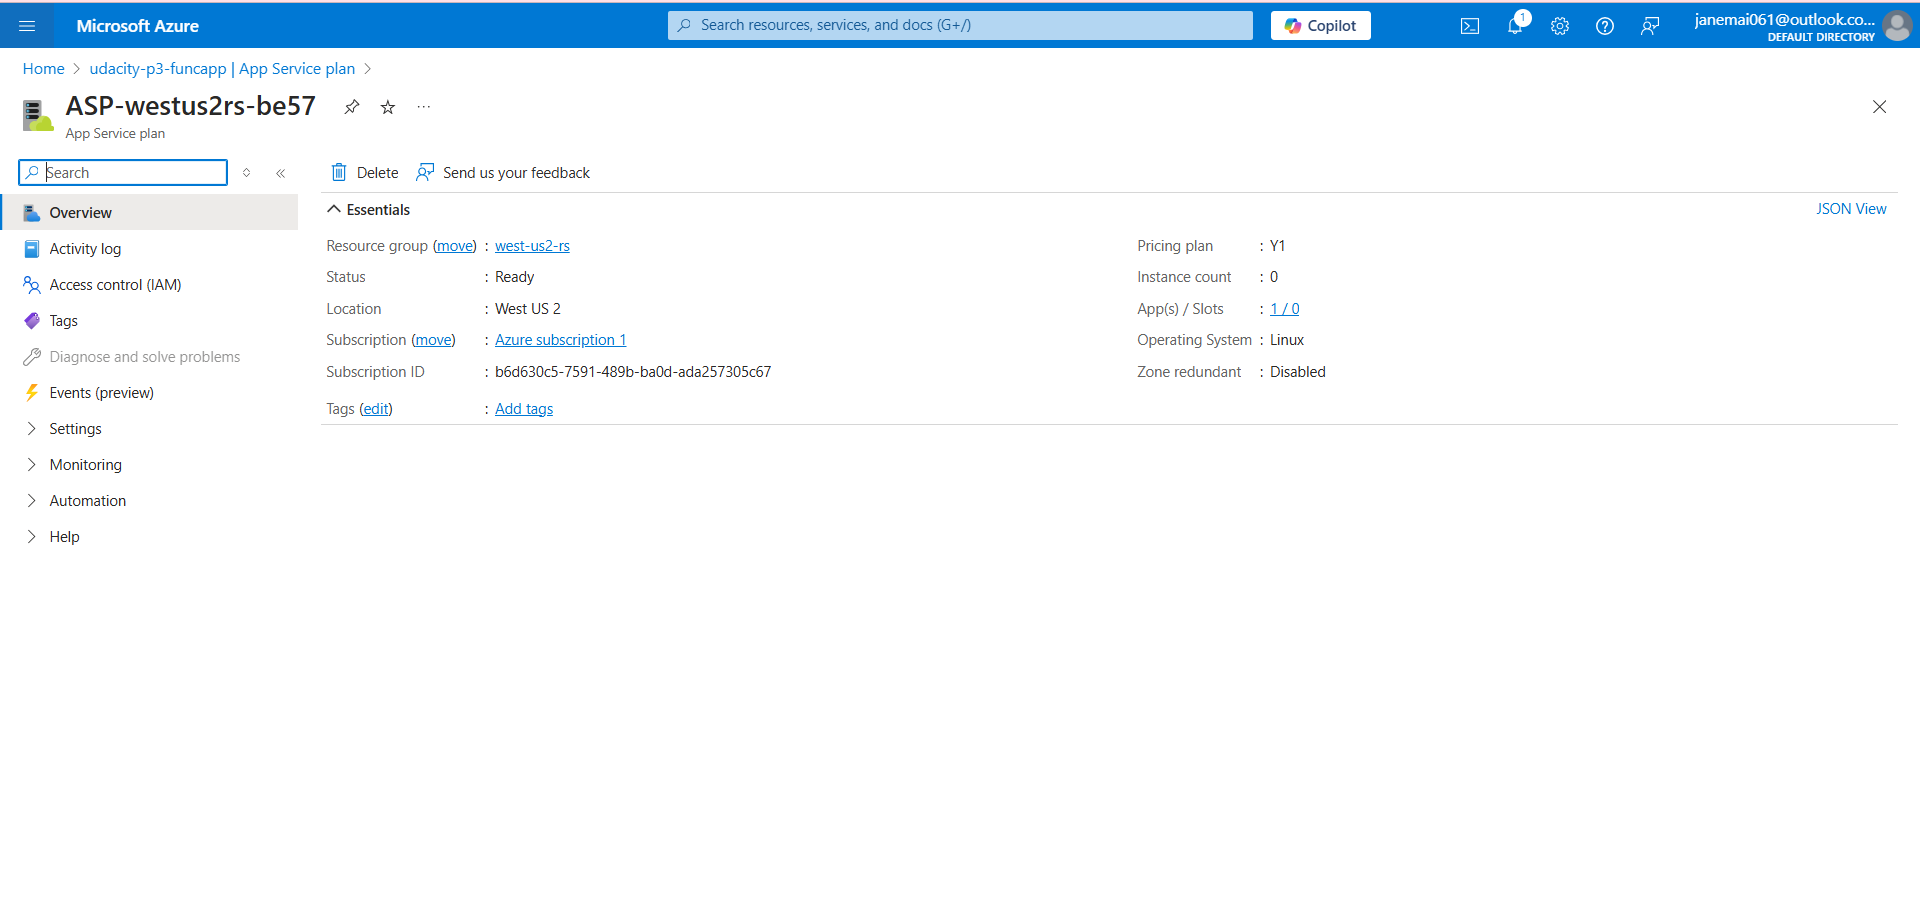 Microsoft Azure
Search resources, services, and docs (G+/)
Copilot
1
janemai061@outlook.co...
DEFAULT DIRECTORY
Home > udacity-p3-funcapp | App Service plan >
ASP-westus2rs-be57
App Service plan
Search
Delete
Send us your feedback
Overview
Activity log
Access control (IAM)
Tags
Diagnose and solve problems
Events (preview)
Settings
Monitoring
Automation
Help
Essentials
JSON View
Resource group (move) : west-us2-rs
Status : Ready
Location : West US 2
Subscription (move) : Azure subscription 1
Subscription ID : b6d630c5-7591-489b-ba0d-ada257305c67
Tags (edit) : Add tags
Pricing plan : Y1
Instance count : 0
App(s) / Slots : 1 / 0
Operating System : Linux
Zone redundant : Disabled